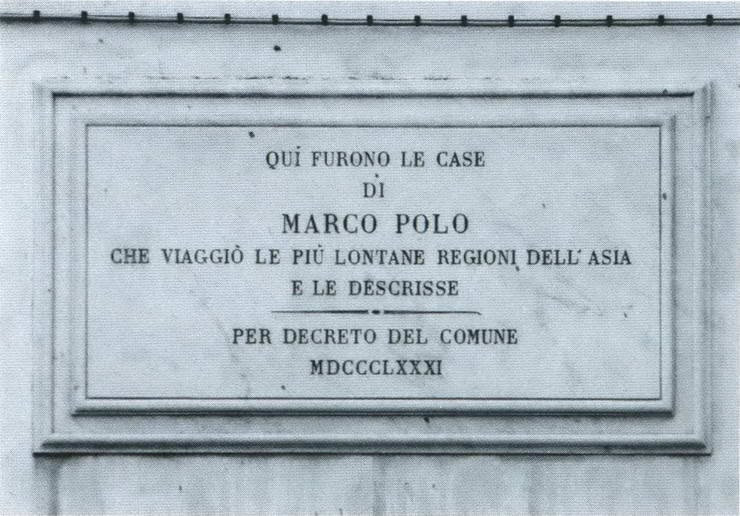 QUI FURONO LE CASE
DI
MARCO POLO
CHE VIAGGIÒ LE PIÙ LONTANE REGIONI DELL'ASIA
E LE DESCRISSE
PER DECRETO DEL COMUNE
MDCCCLXXXI